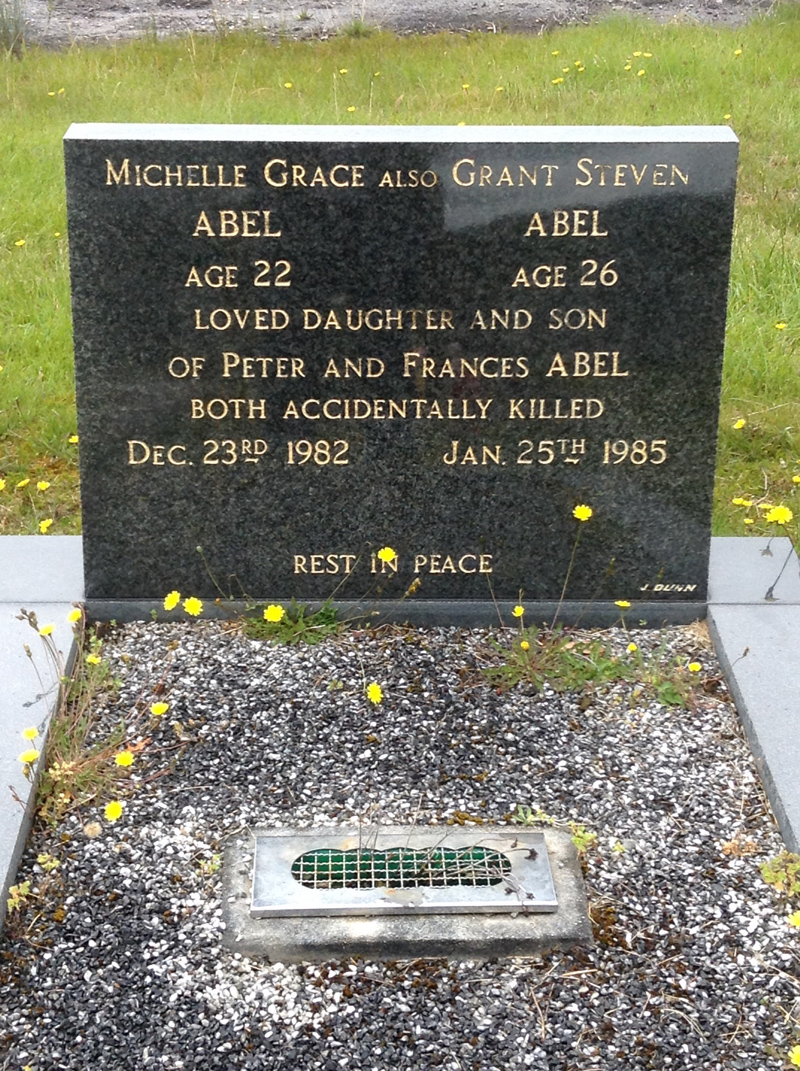 MICHELLE GRACE ALSO GRANT STEVEN
ABEL ABEL
AGE 22 AGE 26
LOVED DAUGHTER AND SON
OF PETER AND FRANCES ABEL
BOTH ACCIDENTALLY KILLED
DEC. 23RD 1982 JAN. 25TH 1985
REST IN PEACE
J. DUNN